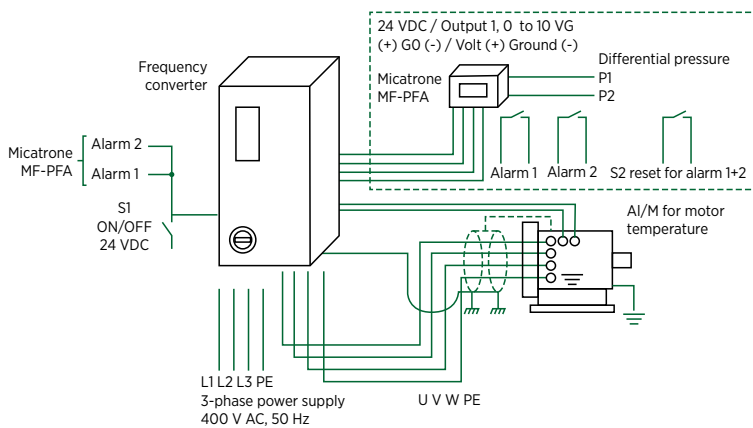 24 VDC / Output 1, 0 to 10 VG
(+) G0 (-) / Volt (+) Ground (-)
Differential pressure
Frequency
converter
Micatrone
MF-PFA
P1
P2
Micatrone
MF-PFA
Alarm 2
Alarm 1
Alarm 1
Alarm 2
S2 reset for alarm 1+2
S1
ON/OFF
24 VDC
AI/M for motor
temperature
L1 L2 L3 PE
3-phase power supply
400 V AC, 50 Hz
U V W PE